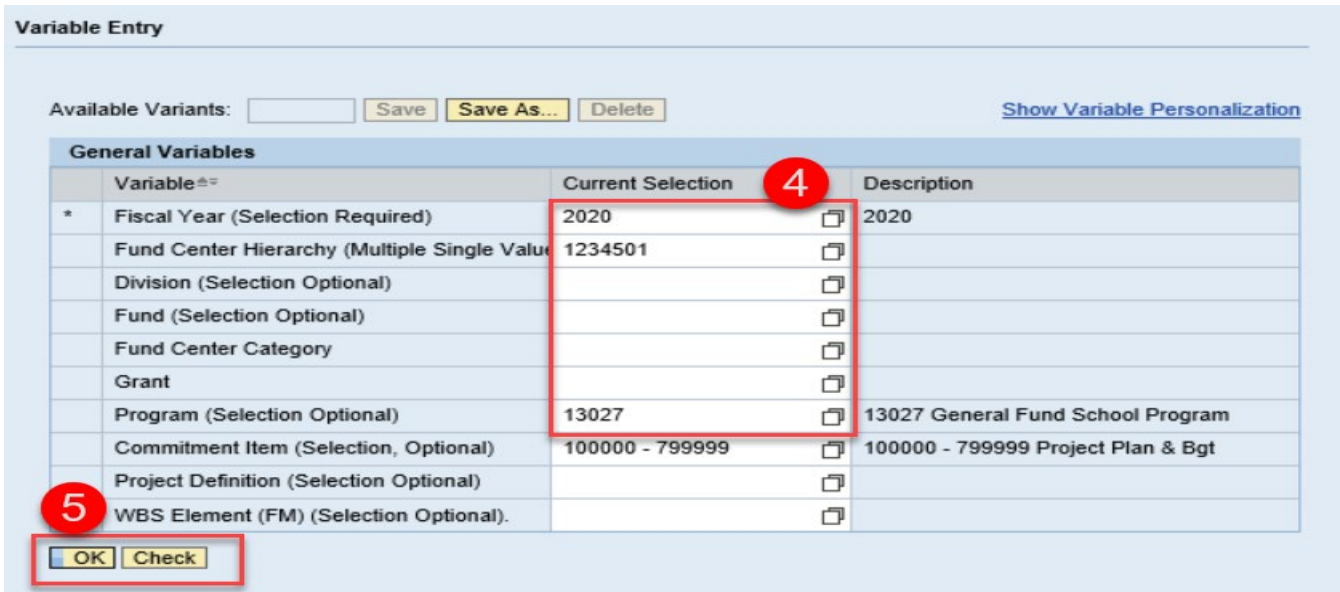 Variable Entry
Available Variants: Save Save As... Delete Show Variable Personalization
General Variables
Variable Current Selection 4 Description
* Fiscal Year (Selection Required) 2020 2020
Fund Center Hierarchy (Multiple Single Value 1234501
Division (Selection Optional)
Fund (Selection Optional)
Fund Center Category
Grant
Program (Selection Optional) 13027 13027 General Fund School Program
Commitment Item (Selection, Optional) 100000 - 799999 100000 - 799999 Project Plan & Bgt
Project Definition (Selection Optional)
5 WBS Element (FM) (Selection Optional).
OK Check